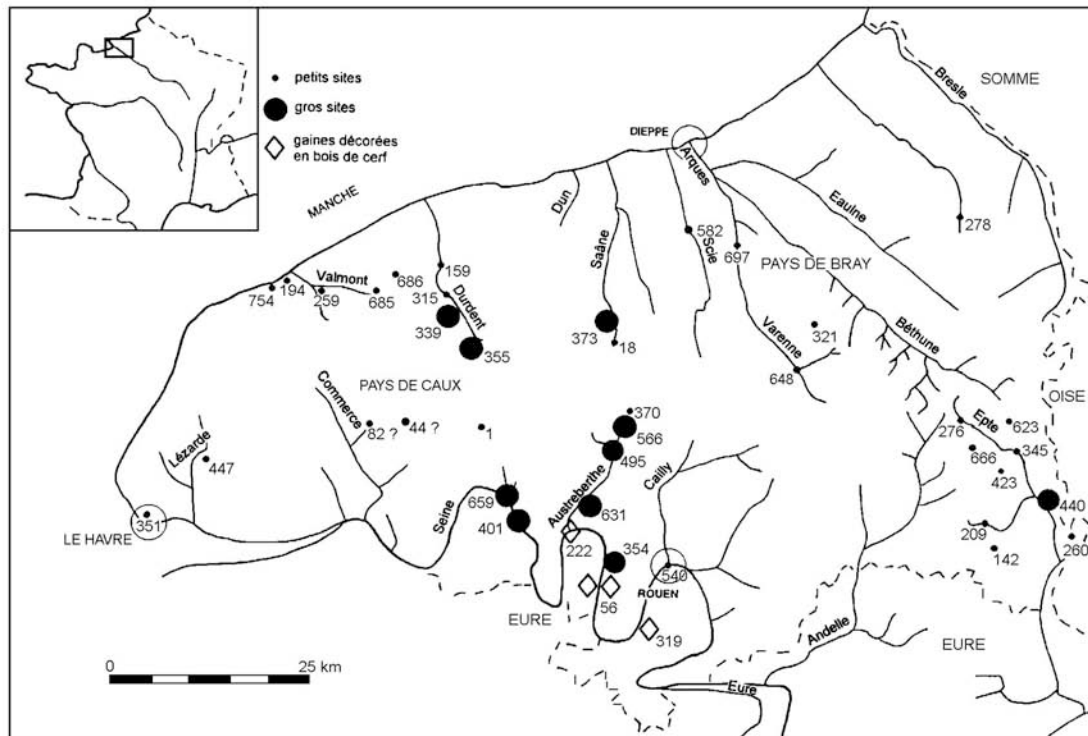 petits sites
gros sites
gaines décorées
en bois de cerf
SOMME
Bresle
DIEPPE
Arques
MANCHE
Dun
Eaulne
278
Saâne
582
Scie
697
PAYS DE BRAY
159
686
Valmont
194
754
259
685
315
Durdent
339
355
373
18
321
Varenne
Béthune
648
PAYS DE CAUX
Commerce
OISE
370
566
276
Epte
623
82 ?
44 ?
1
495
345
666
Lézarde
447
Cailly
423
Austreberthe
659
440
Seine
631
401
351
209
LE HAVRE
222
354
142
260
540
56
ROUEN
EURE
319
Andelle
EURE
0
25 km
Eure